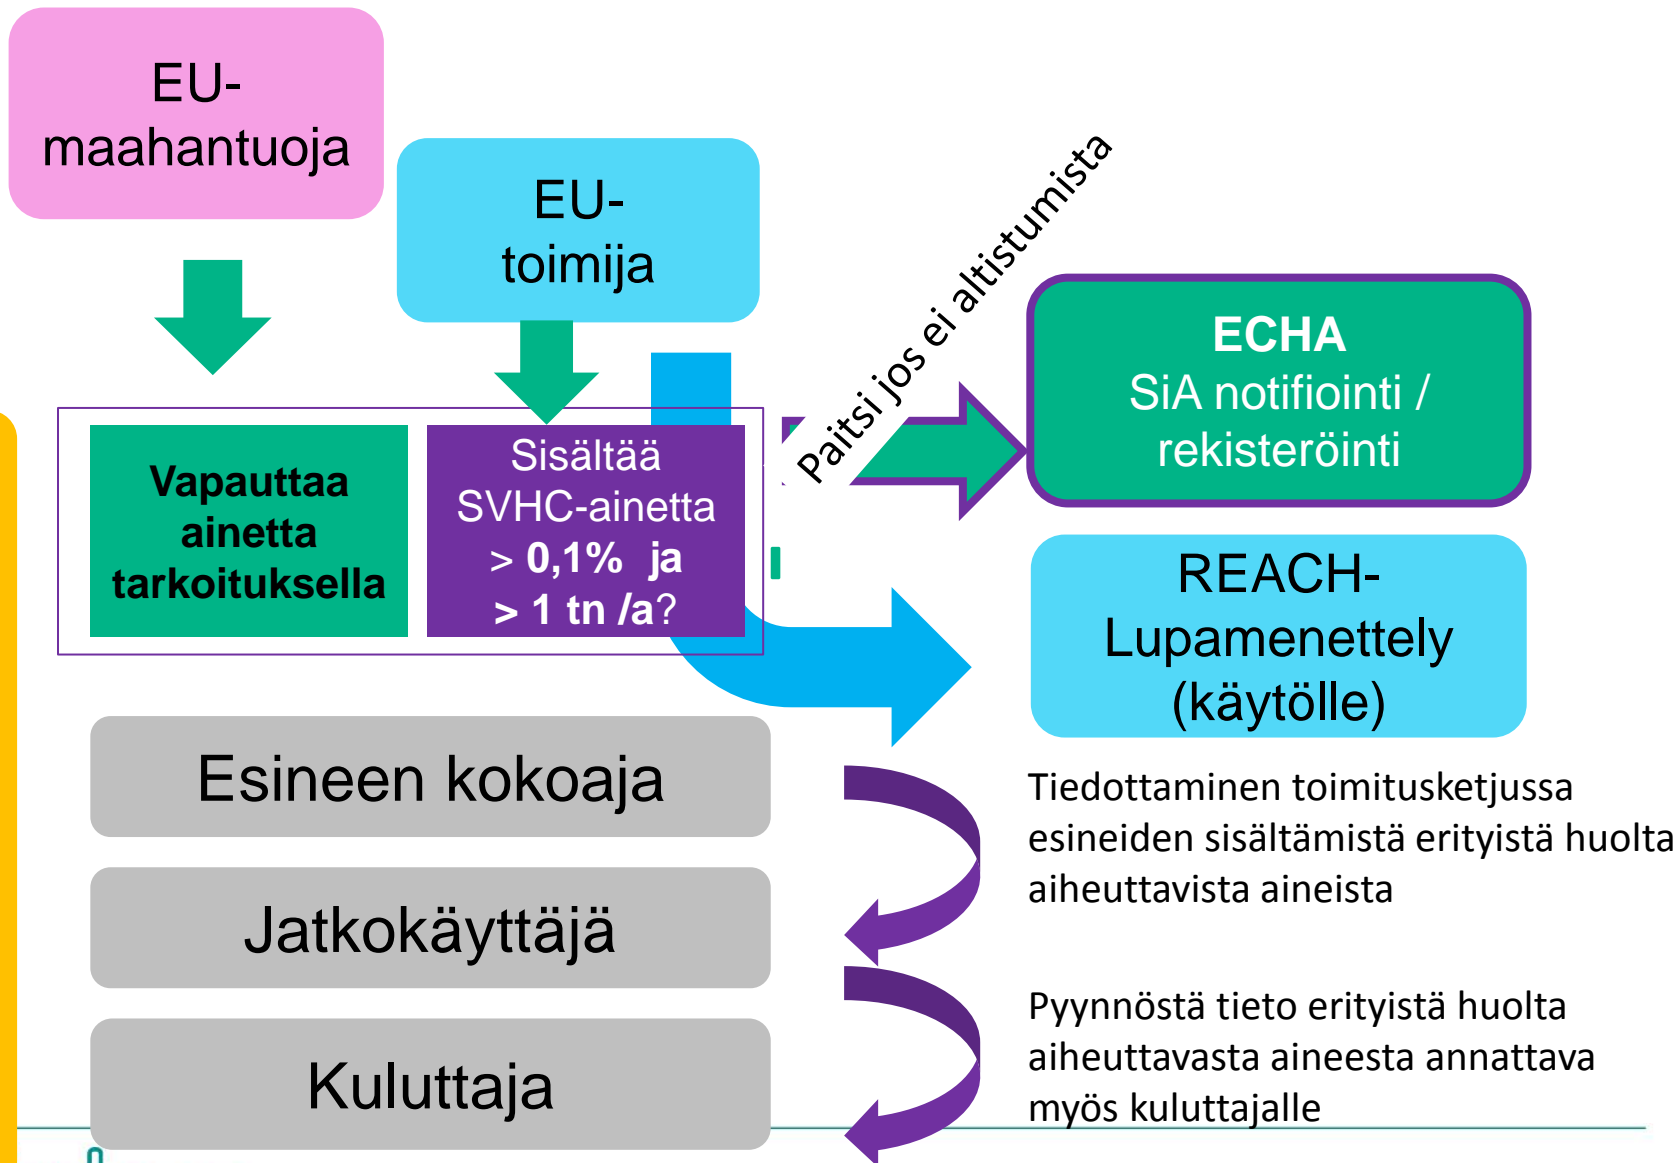 EU-
maahantuoja
EU-
toimija
Paitsi jos ei altistumista
ECHA
SiA notifiointi /
rekisteröinti
Vapauttaa
ainetta
tarkoituksella
Sisältää
SVHC-ainetta
> 0,1% ja
> 1 tn /a?
REACH-
Lupamenettely
(käytölle)
Esineen kokoaja
Tiedottaminen toimitusketjussa
esineiden sisältämistä erityistä huolta
aiheuttavista aineista
Jatkokäyttäjä
Pyynnöstä tieto erityistä huolta
aiheuttavasta aineesta annattava
myös kuluttajalle
Kuluttaja